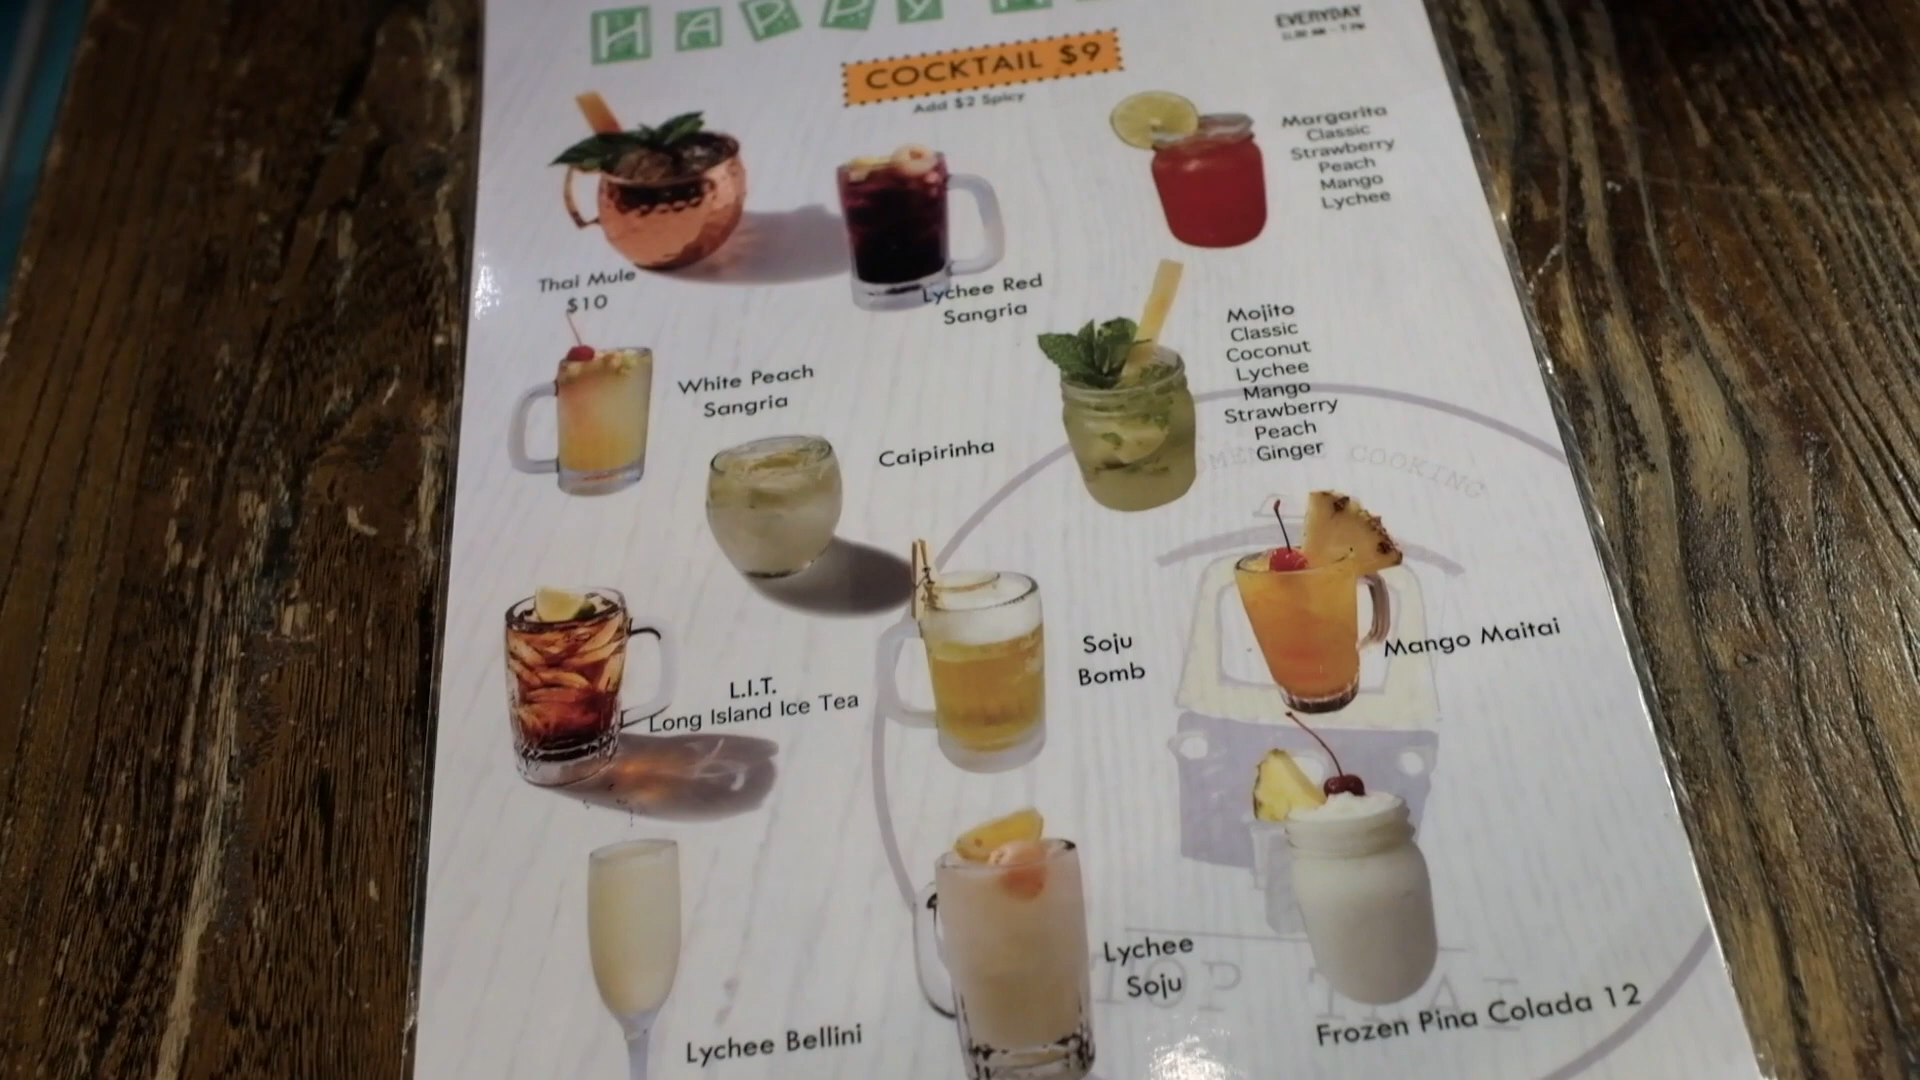 HAPPY
EVERYDAY
COCKTAIL $9
Add $2 Spicy
Margarita
Classic
Strawberry
Peach
Mango
Lychee
Thai Mule
$10
Lychee Red
Sangria
Mojito
Classic
Coconut
Lychee
Mango
Strawberry
Peach
Ginger
White Peach
Sangria
Caipirinha
COOKING
Soju
Bomb
Mango Maitai
L.I.T.
Long Island Ice Tea
Lychee
Soju
Frozen Pina Colada 12
Lychee Bellini